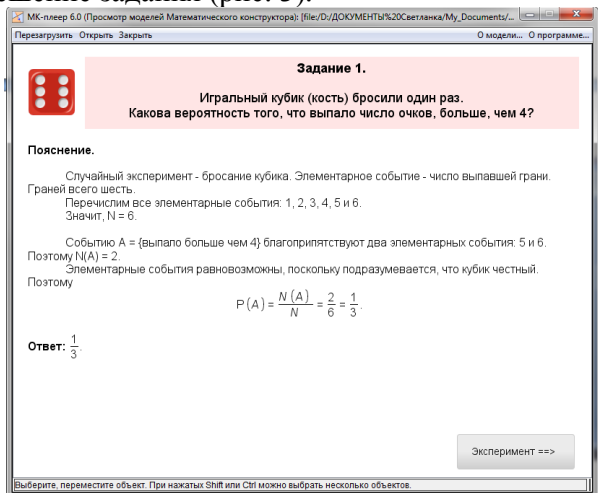 ешение задания (рис. 3).
МК-плеер 6.0 (Просмотр моделей Математического конструктора): [file:/D:/ДОКУМЕНТЫ%20Светланка/My_Documents/...
Перезагрузить Открыть Закрыть О модели... О программе...
Задание 1.
Игральный кубик (кость) бросили один раз.
Какова вероятность того, что выпало число очков, больше, чем 4?
Пояснение.
Случайный эксперимент - бросание кубика. Элементарное событие - число выпавшей грани.
Граней всего шесть.
Перечислим все элементарные события: 1, 2, 3, 4, 5 и 6.
Значит, N = 6.
Событию A = {выпало больше чем 4} благоприпятствуют два элементарных события: 5 и 6.
Поэтому N(A) = 2.
Элементарные события равновозможны, поскольку подразумевается, что кубик честный.
Поэтому
P(A) = N(A)/N = 2/6 = 1/3.
Ответ: 1/3.
Эксперимент ==>
Выберите, переместите объект. При нажатых Shift или Ctrl можно выбрать несколько объектов.